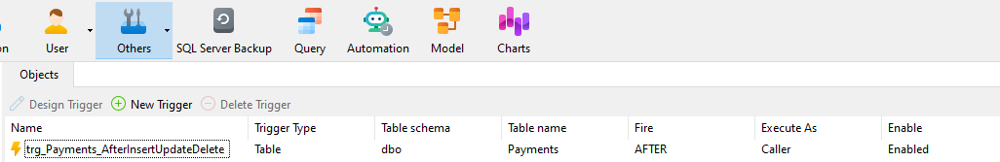 on User Others SQL Server Backup Query Automation Model Charts
Objects
Design Trigger New Trigger Delete Trigger
Name Trigger Type Table schema Table name Fire Execute As Enable
trg_Payments_AfterInsertUpdateDelete Table dbo Payments AFTER Caller Enabled